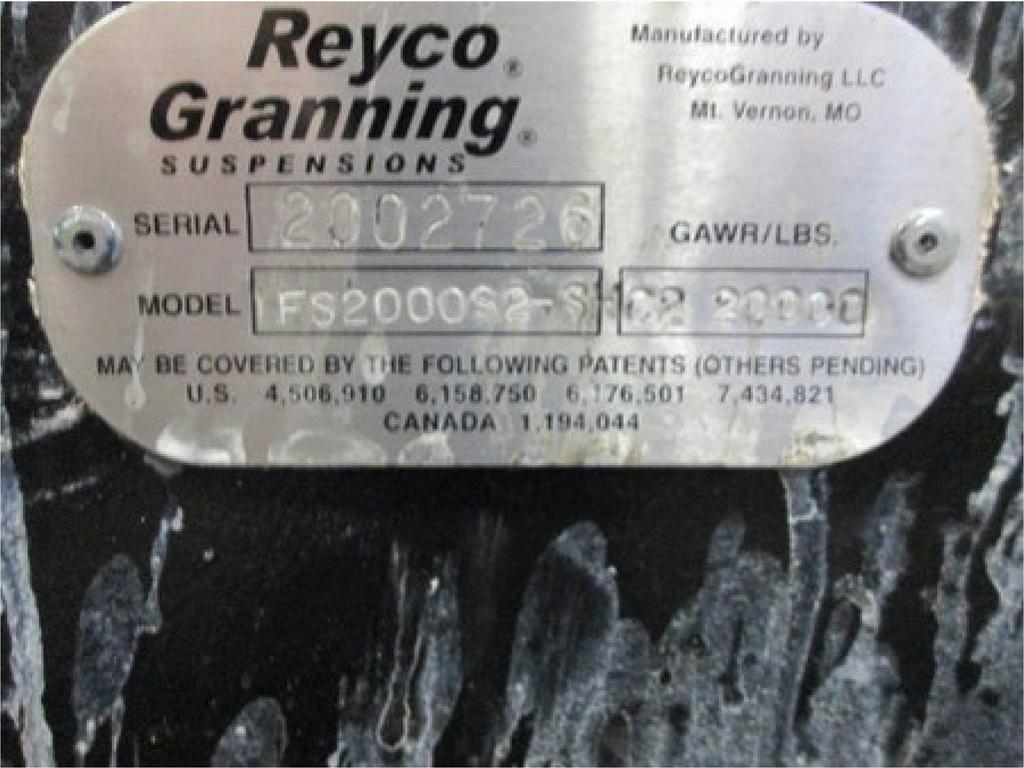 Reyco®
Granning®
SUSPENSIONS
Manufactured by
ReycoGranning LLC
Mt. Vernon, MO
SERIAL 2002726
GAWR/LBS.
MODEL
MAY BE COVERED BY THE FOLLOWING PATENTS (OTHERS PENDING)
U.S. 4,506,910 6,158,750 6,176,501 7,434,821
CANADA 1,194,044